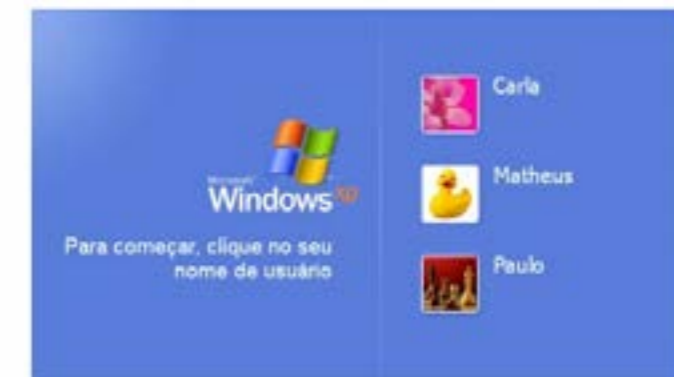 Microsoft
Windows xp
Para começar, clique no seu
nome de usuário
Carla
Matheus
Paulo